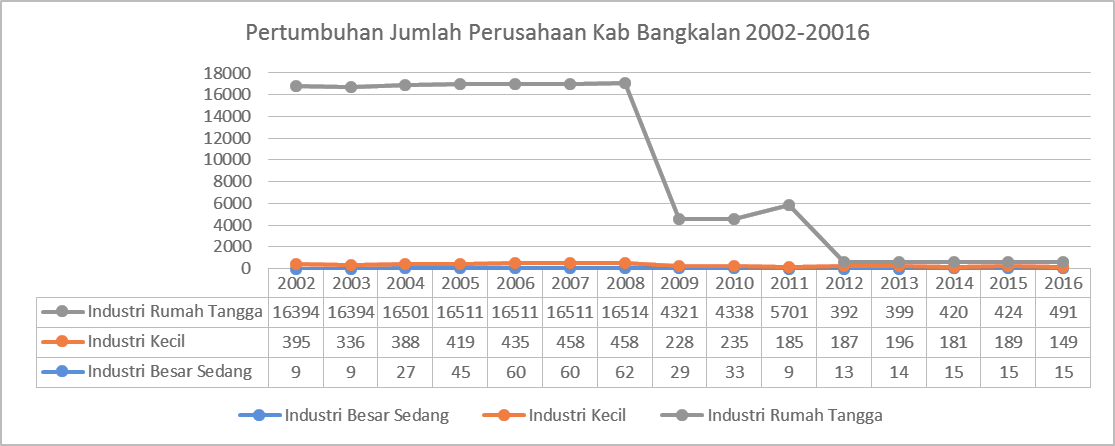 Pertumbuhan Jumlah Perusahaan Kab Bangkalan 2002-20016
18000
16000
14000
12000
10000
8000
6000
4000
2000
0
2002 2003 2004 2005 2006 2007 2008 2009 2010 2011 2012 2013 2014 2015 2016
Industri Rumah Tangga 16394 16394 16501 16511 16511 16511 16514 4321 4338 5701 392 399 420 424 491
Industri Kecil 395 336 388 419 435 458 458 228 235 185 187 196 181 189 149
Industri Besar Sedang 9 9 27 45 60 60 62 29 33 9 13 14 15 15 15
Industri Besar Sedang Industri Kecil Industri Rumah Tangga